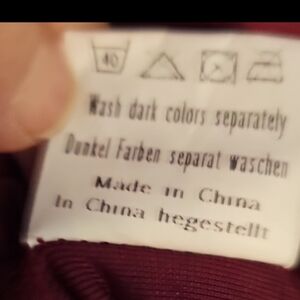 40
Wash dark colors separately
Dunkel Farben separat waschen
Made in China
In China hegestellt